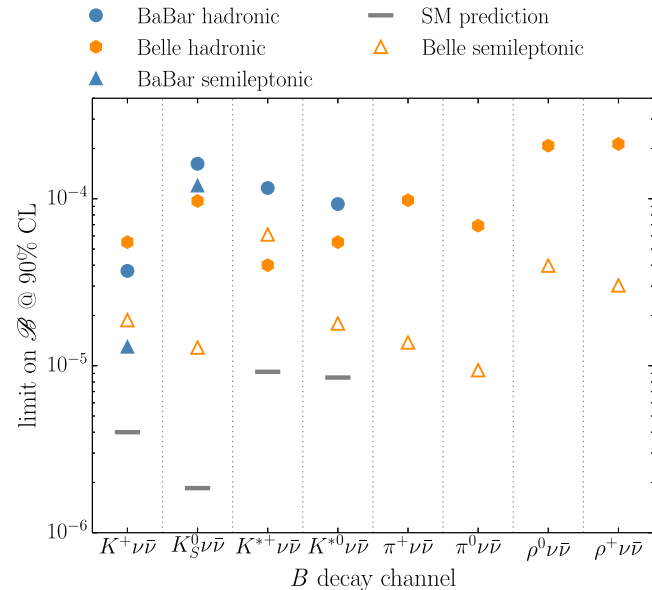 BaBar hadronic
Belle hadronic
BaBar semileptonic
SM prediction
Belle semileptonic
limit on ℬ @ 90% CL
10⁻⁴
10⁻⁵
10⁻⁶
K⁺νν̄ K⁰_Sνν̄ K*⁺νν̄ K*⁰νν̄ π⁺νν̄ π⁰νν̄ ρ⁰νν̄ ρ⁺νν̄
B decay channel